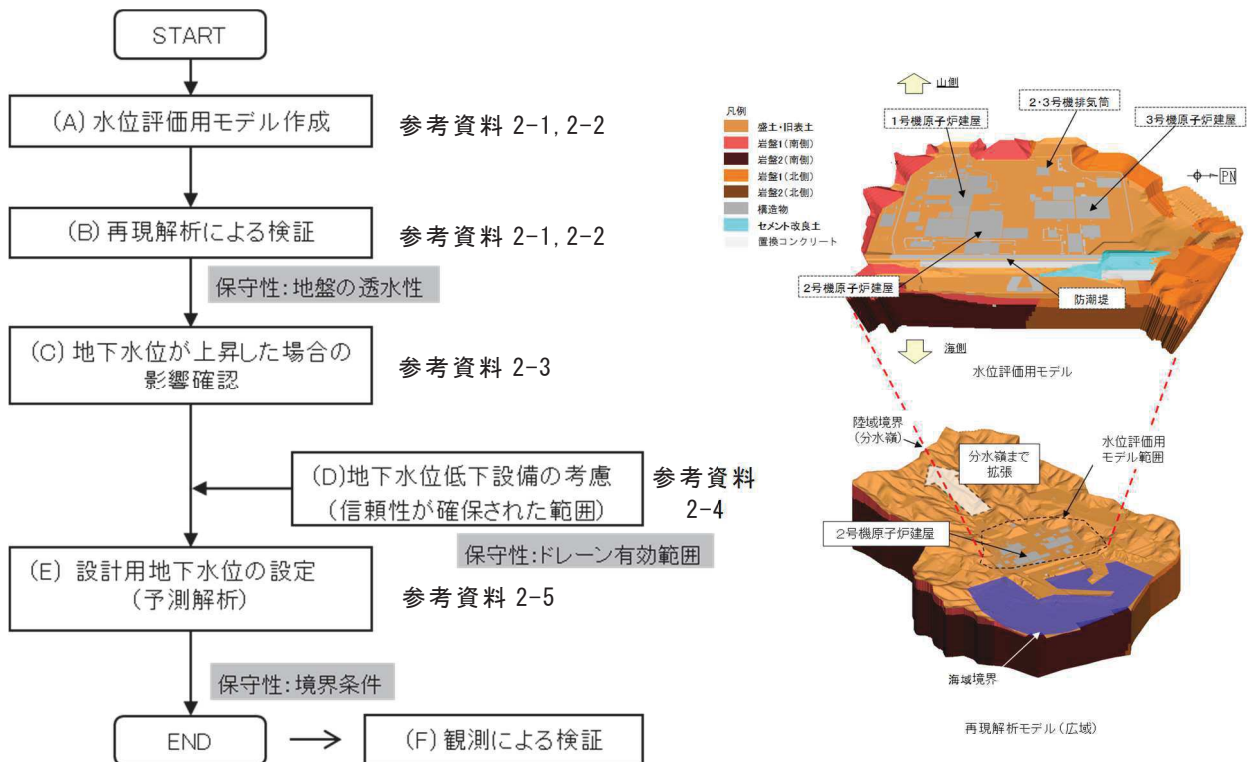 START
(A) 水位評価用モデル作成
参考資料 2-1, 2-2
(B) 再現解析による検証
参考資料 2-1, 2-2
保守性:地盤の透水性
(C) 地下水位が上昇した場合の
影響確認
参考資料 2-3
(D)地下水位低下設備の考慮
(信頼性が確保された範囲)
参考資料
2-4
保守性:ドレーン有効範囲
(E) 設計用地下水位の設定
(予測解析)
参考資料 2-5
保守性:境界条件
END
(F) 観測による検証
山側
凡例
盛土・旧表土
岩盤1(南側)
岩盤2(南側)
岩盤1(北側)
岩盤2(北側)
構造物
セメント改良土
置換コンクリート
1号機原子炉建屋
2・3号機排気筒
3号機原子炉建屋
PN
2号機原子炉建屋
防潮堤
海側
水位評価用モデル
陸域境界
(分水嶺)
分水嶺まで
拡張
水位評価用
モデル範囲
2号機原子炉建屋
海域境界
再現解析モデル(広域)